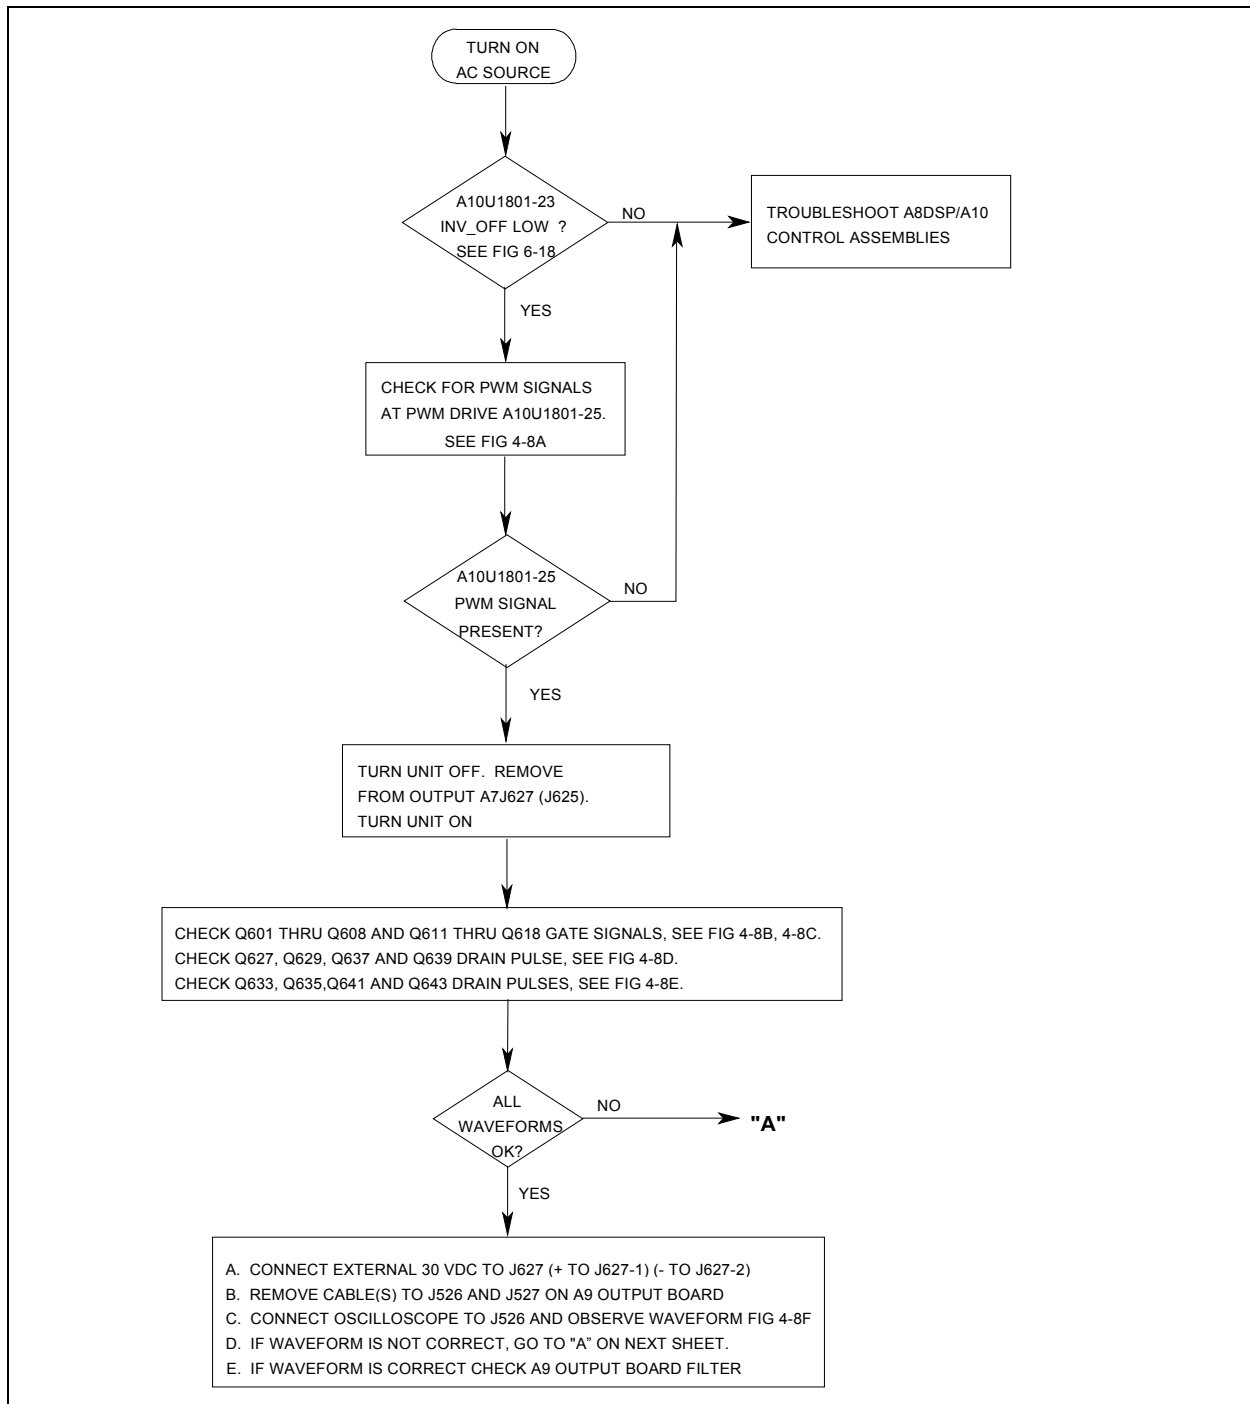 TURN ON
AC SOURCE
A10U1801-23
INV_OFF LOW ?
SEE FIG 6-18
NO
TROUBLESHOOT A8DSP/A10
CONTROL ASSEMBLIES
YES
CHECK FOR PWM SIGNALS
AT PWM DRIVE A10U1801-25.
SEE FIG 4-8A
A10U1801-25
PWM SIGNAL
PRESENT?
NO
YES
TURN UNIT OFF. REMOVE
FROM OUTPUT A7J627 (J625).
TURN UNIT ON
CHECK Q601 THRU Q608 AND Q611 THRU Q618 GATE SIGNALS, SEE FIG 4-8B, 4-8C.
CHECK Q627, Q629, Q637 AND Q639 DRAIN PULSE, SEE FIG 4-8D.
CHECK Q633, Q635,Q641 AND Q643 DRAIN PULSES, SEE FIG 4-8E.
ALL
WAVEFORMS
OK?
NO
"A"
YES
A. CONNECT EXTERNAL 30 VDC TO J627 (+ TO J627-1) (- TO J627-2)
B. REMOVE CABLE(S) TO J526 AND J527 ON A9 OUTPUT BOARD
C. CONNECT OSCILLOSCOPE TO J526 AND OBSERVE WAVEFORM FIG 4-8F
D. IF WAVEFORM IS NOT CORRECT, GO TO "A” ON NEXT SHEET.
E. IF WAVEFORM IS CORRECT CHECK A9 OUTPUT BOARD FILTER